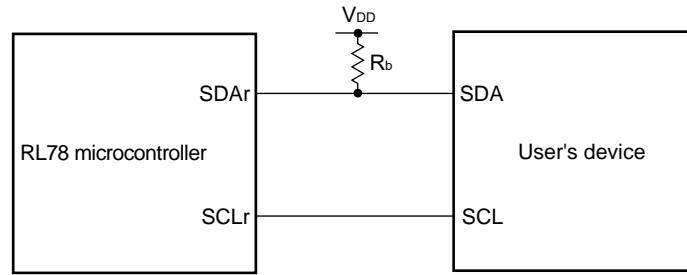 VDD
Rb
SDAr
SDA
RL78 microcontroller
User's device
SCLr
SCL